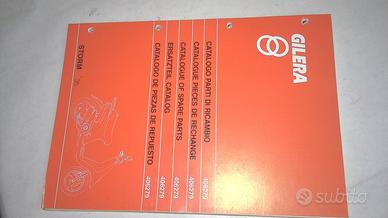 GILERA
CATALOGO PARTI DI RICAMBIO 406279
CATALOGUE PIECES DE RECHANGE 406279
CATALOGUE OF SPARE PARTS 406279
ERSATZTEIL CATALOG 406279
CATALOGO DE PIEZAS DE REPUESTO 406279
STORM
subito